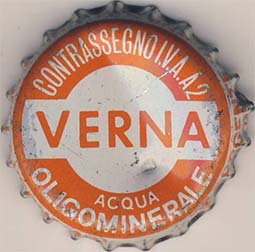 CONTRASSEGNO I.V.A. A2
VERNA
ACQUA
OLIGOMINERALE